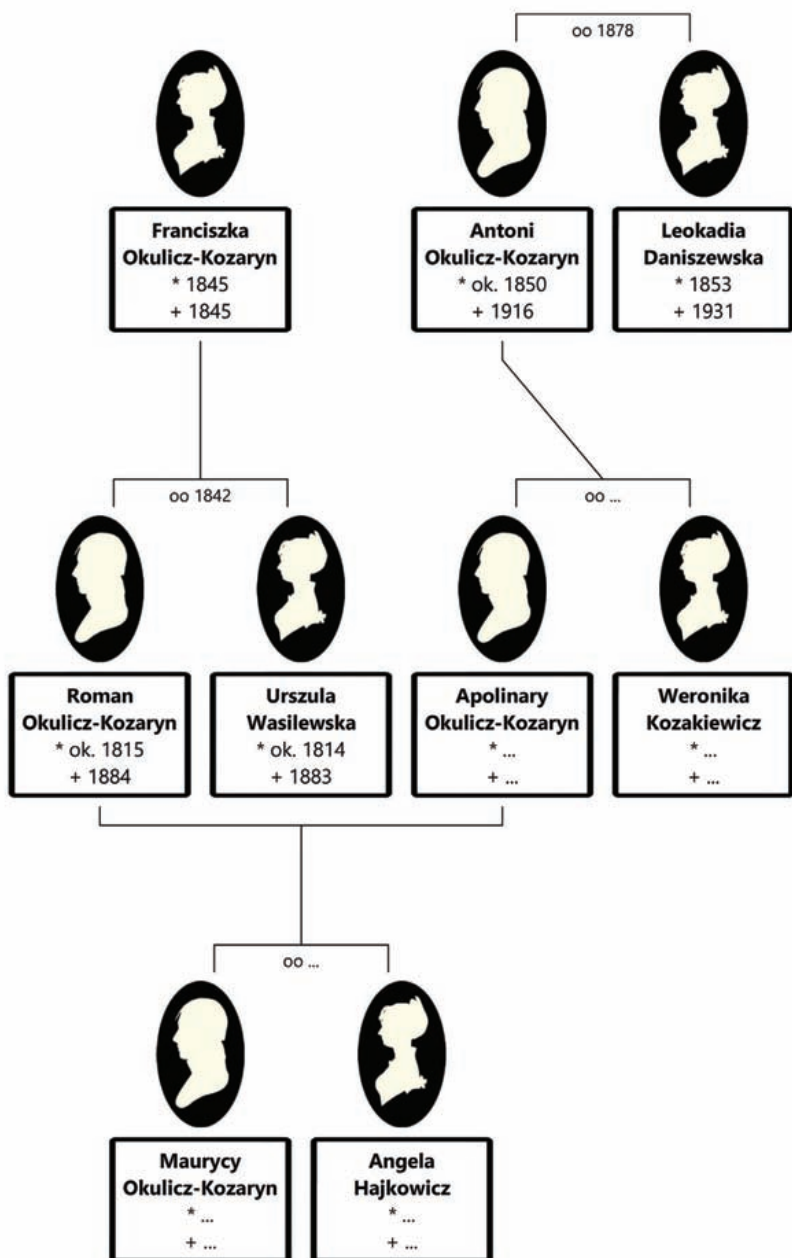 oo 1878
Franciszka
Okulicz-Kozaryn
* 1845
+ 1845
Antoni
Okulicz-Kozaryn
* ok. 1850
+ 1916
Leokadia
Daniszewska
* 1853
+ 1931
oo 1842
oo ...
Roman
Okulicz-Kozaryn
* ok. 1815
+ 1884
Urszula
Wasilewska
* ok. 1814
+ 1883
Apolinary
Okulicz-Kozaryn
* ...
+ ...
Weronika
Kozakiewicz
* ...
+ ...
oo ...
Maurycy
Okulicz-Kozaryn
* ...
+ ...
Angela
Hajkowicz
* ...
+ ...